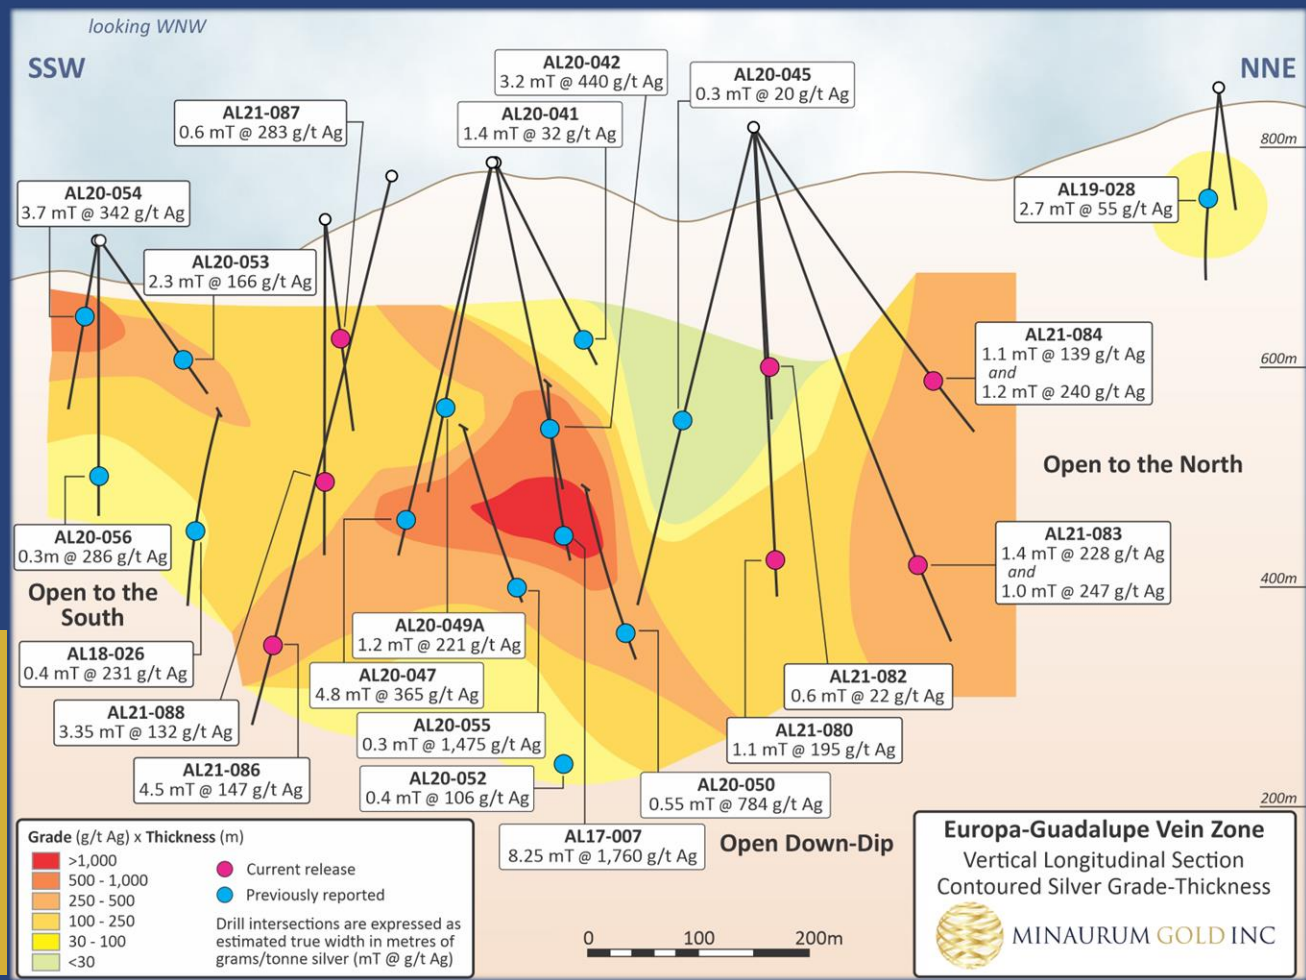 looking WNW
SSW
NNE
AL20-042
3.2 mT @ 440 g/t Ag
AL20-045
0.3 mT @ 20 g/t Ag
AL21-087
0.6 mT @ 283 g/t Ag
AL20-041
1.4 mT @ 32 g/t Ag
800m
AL20-054
3.7 mT @ 342 g/t Ag
AL19-028
2.7 mT @ 55 g/t Ag
AL20-053
2.3 mT @ 166 g/t Ag
AL21-084
1.1 mT @ 139 g/t Ag
and
1.2 mT @ 240 g/t Ag
600m
Open to the North
AL20-056
0.3m @ 286 g/t Ag
AL21-083
1.4 mT @ 228 g/t Ag
and
1.0 mT @ 247 g/t Ag
400m
Open to the
South
AL20-049A
1.2 mT @ 221 g/t Ag
AL18-026
0.4 mT @ 231 g/t Ag
AL20-047
4.8 mT @ 365 g/t Ag
AL21-082
0.6 mT @ 22 g/t Ag
AL21-088
3.35 mT @ 132 g/t Ag
AL20-055
0.3 mT @ 1,475 g/t Ag
AL21-080
1.1 mT @ 195 g/t Ag
AL21-086
4.5 mT @ 147 g/t Ag
AL20-052
0.4 mT @ 106 g/t Ag
AL20-050
0.55 mT @ 784 g/t Ag
200m
AL17-007
8.25 mT @ 1,760 g/t Ag
Open Down-Dip
Grade (g/t Ag) x Thickness (m)
>1,000
500 - 1,000
250 - 500
100 - 250
30 - 100
<30
Current release
Previously reported
Drill intersections are expressed as
estimated true width in metres of
grams/tonne silver (mT @ g/t Ag)
0 100 200m
Europa-Guadalupe Vein Zone
Vertical Longitudinal Section
Contoured Silver Grade-Thickness
MINAURUM GOLD INC